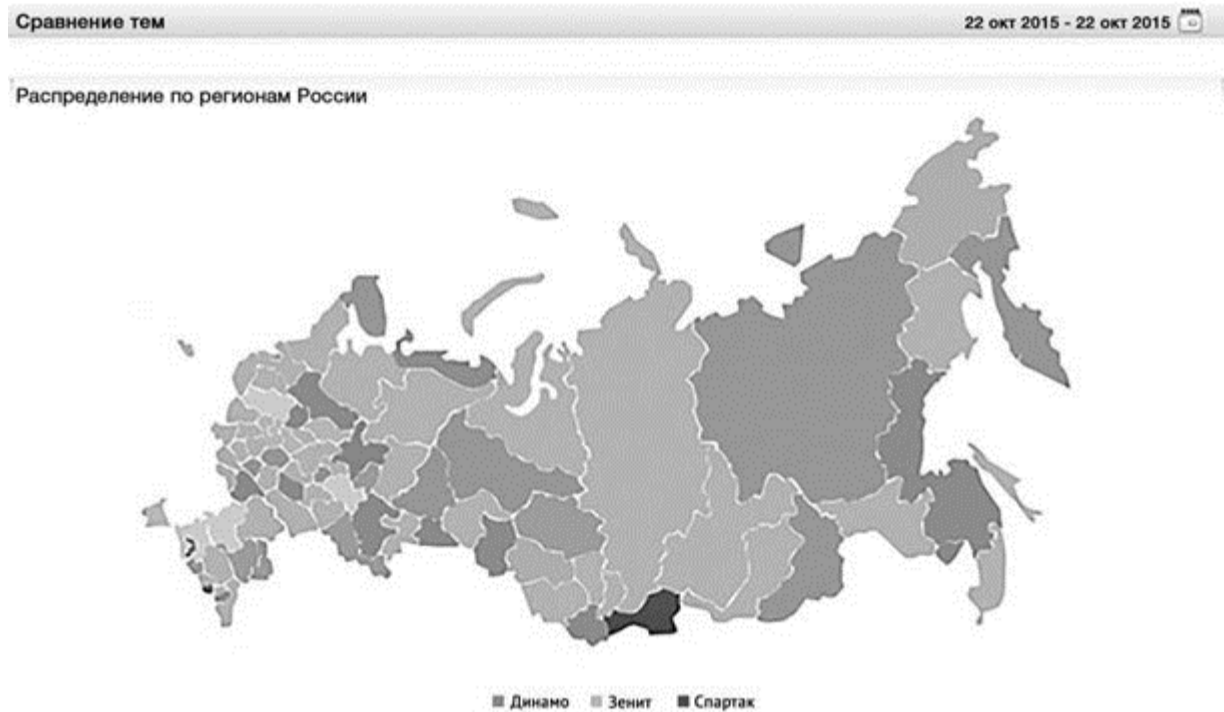 Сравнение тем
22 окт 2015 - 22 окт 2015
Распределение по регионам России
Динамо Зенит Спартак